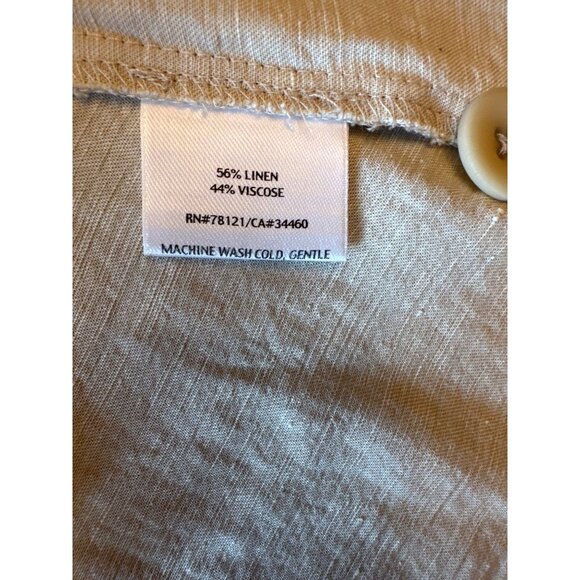 56% LINEN
44% VISCOSE
RN#78121/CA#34460
MACHINE WASH COLD, GENTLE